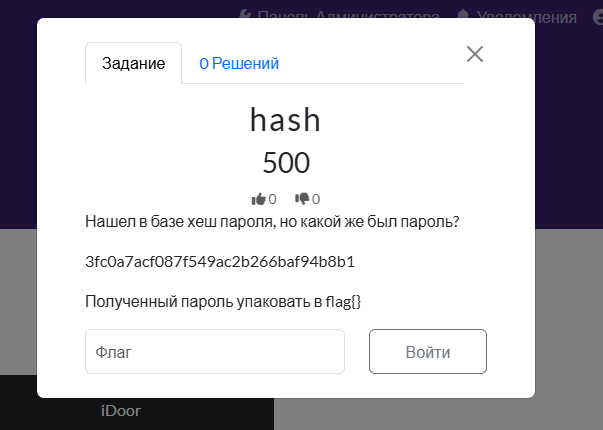 Панель Администратора Уведомления
Задание 0 Решений
hash
500
0 0
Нашел в базе хеш пароля, но какой же был пароль?
3fc0a7acf087f549ac2b266baf94b8b1
Полученный пароль упаковать в flag{}
Флаг Войти
iDoor